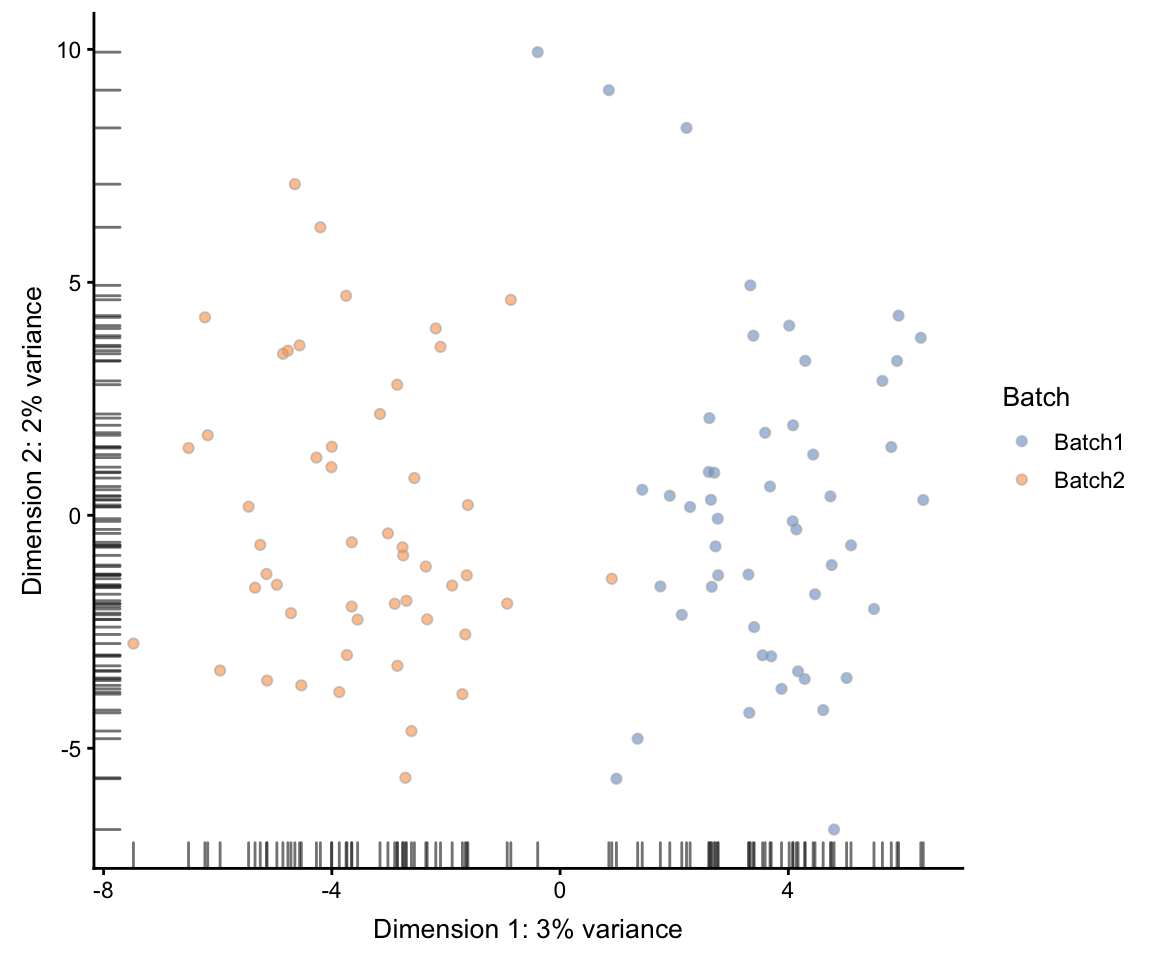 10
5
0
-5
Dimension 2: 2% variance
-8
-4
0
4
Dimension 1: 3% variance
Batch
Batch1
Batch2